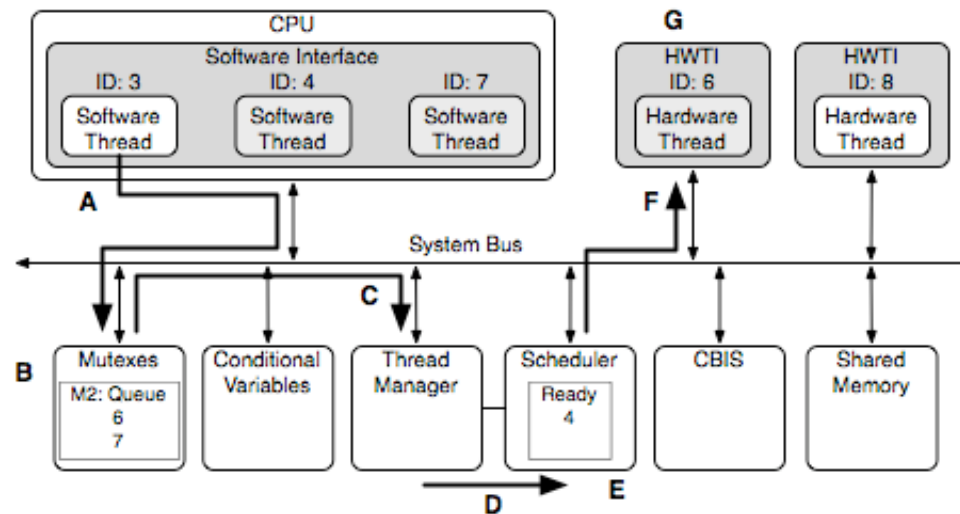 CPU
Software Interface
ID: 3
Software
Thread
ID: 4
Software
Thread
ID: 7
Software
Thread
G
HWTI
ID: 6
Hardware
Thread
HWTI
ID: 8
Hardware
Thread
A
F
System Bus
C
B
Mutexes
M2: Queue
6
7
Conditional
Variables
Thread
Manager
Scheduler
Ready
4
CBIS
Shared
Memory
D
E